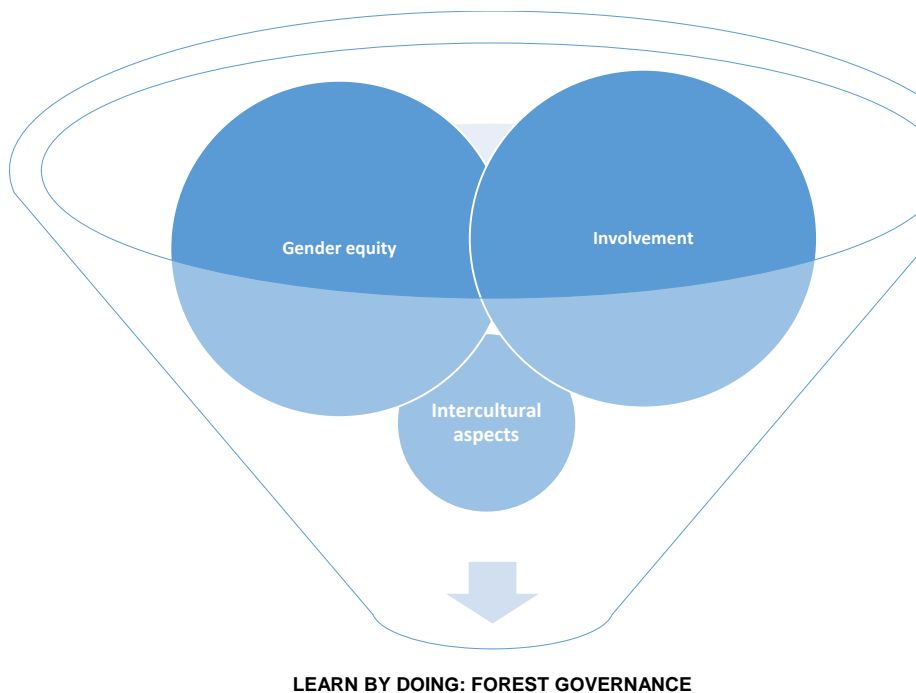 Gender equity
Involvement
Intercultural
aspects
LEARN BY DOING: FOREST GOVERNANCE